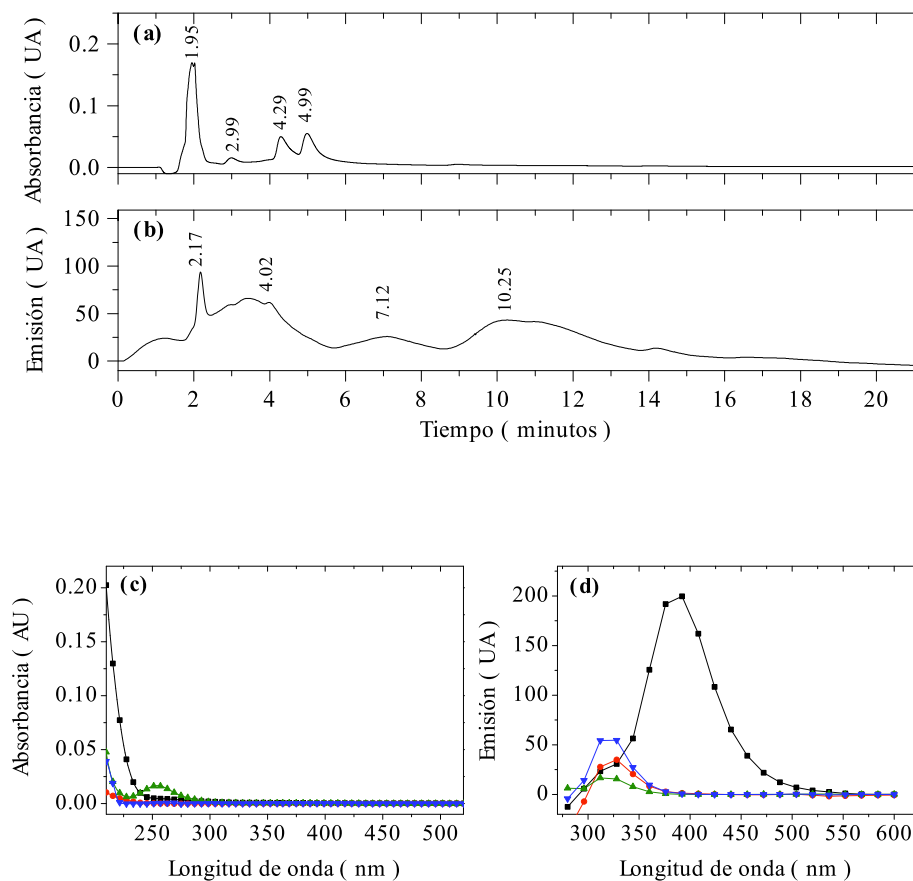 (a)
Absorbancia ( UA )
0.2
0.1
0.0
1.95
2.99
4.29
4.99
(b)
Emisión ( UA )
150
100
50
0
2.17
4.02
7.12
10.25
0 2 4 6 8 10 12 14 16 18 20
Tiempo ( minutos )
(c)
Absorbancia ( AU )
0.20
0.15
0.10
0.05
0.00
250 300 350 400 450 500
Longitud de onda ( nm )
(d)
Emisión ( UA )
200
150
100
50
0
300 350 400 450 500 550 600
Longitud de onda ( nm )